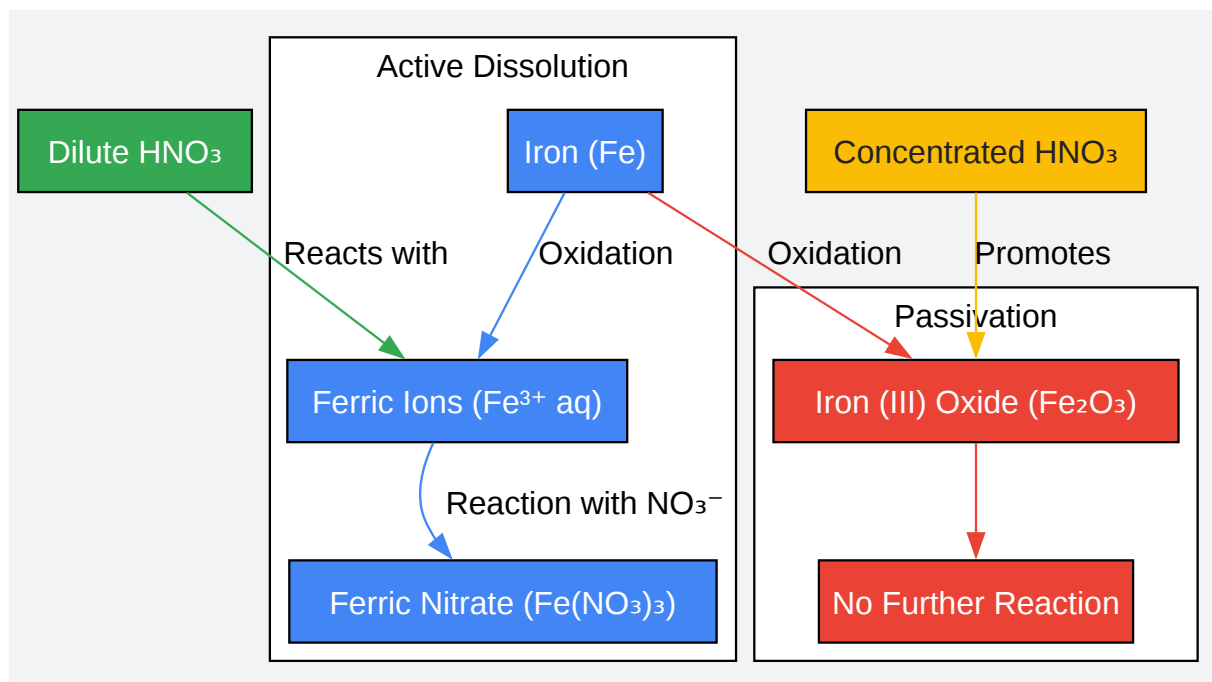 Active Dissolution
Dilute HNO₃
Iron (Fe)
Concentrated HNO₃
Reacts with
Oxidation
Oxidation
Promotes
Passivation
Ferric Ions (Fe³⁺ aq)
Iron (III) Oxide (Fe₂O₃)
Reaction with NO₃⁻
Ferric Nitrate (Fe(NO₃)₃)
No Further Reaction